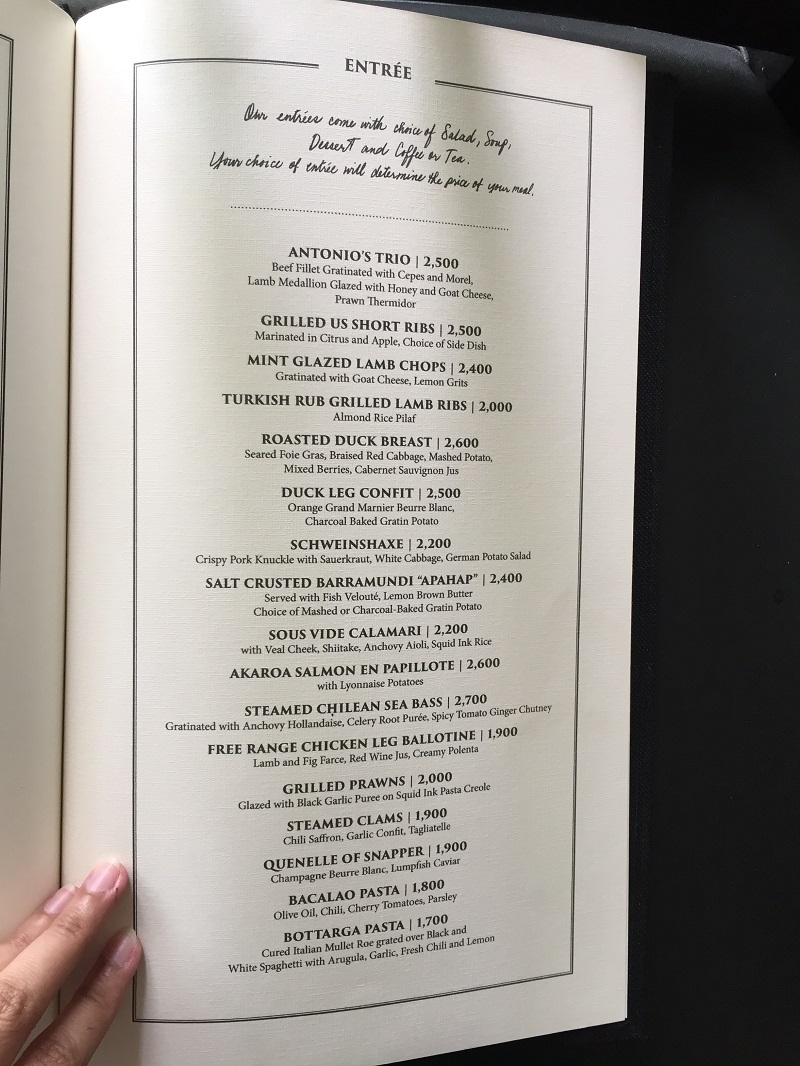 ENTRÉE
Our entrées come with choice of Salad, Soup,
Dessert and Coffee or Tea.
Your choice of entrée will determine the price of your meal.
ANTONIO'S TRIO | 2,500
Beef Fillet Gratinated with Cepes and Morel,
Lamb Medallion Glazed with Honey and Goat Cheese,
Prawn Thermidor
GRILLED US SHORT RIBS | 2,500
Marinated in Citrus and Apple, Choice of Side Dish
MINT GLAZED LAMB CHOPS | 2,400
Gratinated with Goat Cheese, Lemon Grits
TURKISH RUB GRILLED LAMB RIBS | 2,000
Almond Rice Pilaf
ROASTED DUCK BREAST | 2,600
Seared Foie Gras, Braised Red Cabbage, Mashed Potato,
Mixed Berries, Cabernet Sauvignon Jus
DUCK LEG CONFIT | 2,500
Orange Grand Marnier Beurre Blanc,
Charcoal Baked Gratin Potato
SCHWEINSHAXE | 2,200
Crispy Pork Knuckle with Sauerkraut, White Cabbage, German Potato Salad
SALT CRUSTED BARRAMUNDI “APAHAP” | 2,400
Served with Fish Velouté, Lemon Brown Butter
Choice of Mashed or Charcoal-Baked Gratin Potato
SOUS VIDE CALAMARI | 2,200
with Veal Cheek, Shiitake, Anchovy Aioli, Squid Ink Rice
AKAROA SALMON EN PAPILLOTE | 2,600
with Lyonnaise Potatoes
STEAMED CHILEAN SEA BASS | 2,700
Gratinated with Anchovy Hollandaise, Celery Root Purée, Spicy Tomato Ginger Chutney
FREE RANGE CHICKEN LEG BALLOTINE | 1,900
Lamb and Fig Farce, Red Wine Jus, Creamy Polenta
GRILLED PRAWNS | 2,000
Glazed with Black Garlic Puree on Squid Ink Pasta Creole
STEAMED CLAMS | 1,900
Chili Saffron, Garlic Confit, Tagliatelle
QUENELLE OF SNAPPER | 1,900
Champagne Beurre Blanc, Lumpfish Caviar
BACALAO PASTA | 1,800
Olive Oil, Chili, Cherry Tomatoes, Parsley
BOTTARGA PASTA | 1,700
Cured Italian Mullet Roe grated over Black and
White Spaghetti with Arugula, Garlic, Fresh Chili and Lemon